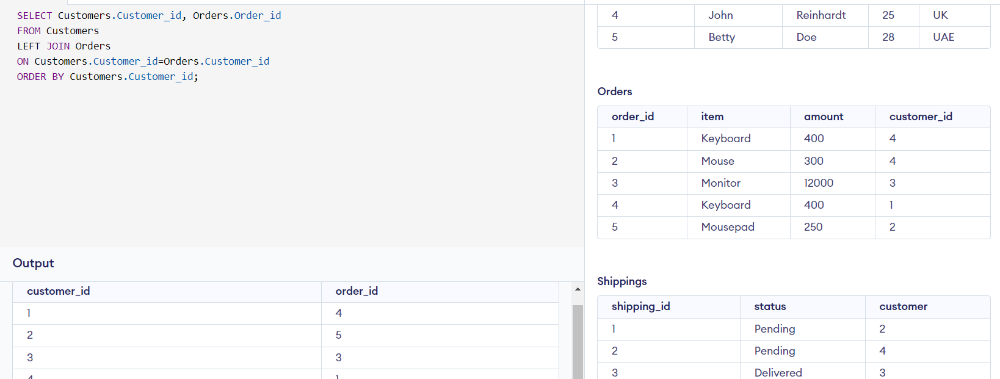 SELECT Customers.Customer_id, Orders.Order_id
FROM Customers
LEFT JOIN Orders
ON Customers.Customer_id=Orders.Customer_id
ORDER BY Customers.Customer_id;
Output
customer_id order_id
1 4
2 5
3 3
4 1
4 John Reinhardt 25 UK
5 Betty Doe 28 UAE
Orders
order_id item amount customer_id
1 Keyboard 400 4
2 Mouse 300 4
3 Monitor 12000 3
4 Keyboard 400 1
5 Mousepad 250 2
Shippings
shipping_id status customer
1 Pending 2
2 Pending 4
3 Delivered 3